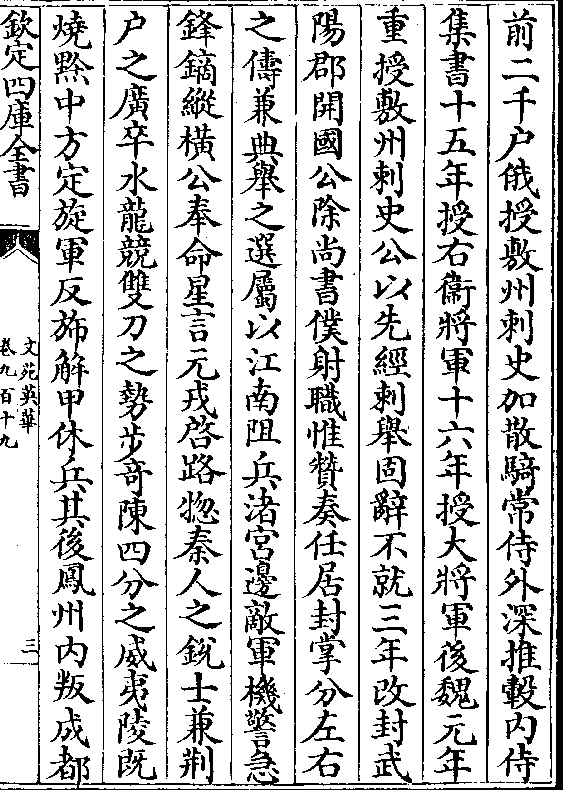 前二千户俄授敷州刺史加散騎常侍外深推轂内侍
集書十五年授右衞將軍十六年授大將軍後魏元年
重授敷州刺史公以先經刺舉固辭不就三年改封武
陽郡開國公除尚書僕射職惟贊奏任居封掌分左右
之儔兼典舉之選屬以江南阻兵渚宫邊敵軍機警急
鋒鏑縱横公奉命星言元戎啓路惣秦人之銳士兼荆
户之廣卒水龍競雙刀之勢步奇陳四分之威夷陵既
燒黔中方定旋軍反斾解甲休兵其後鳳州内叛成都
欽定四庫全書
文苑英華
卷九百十九
三